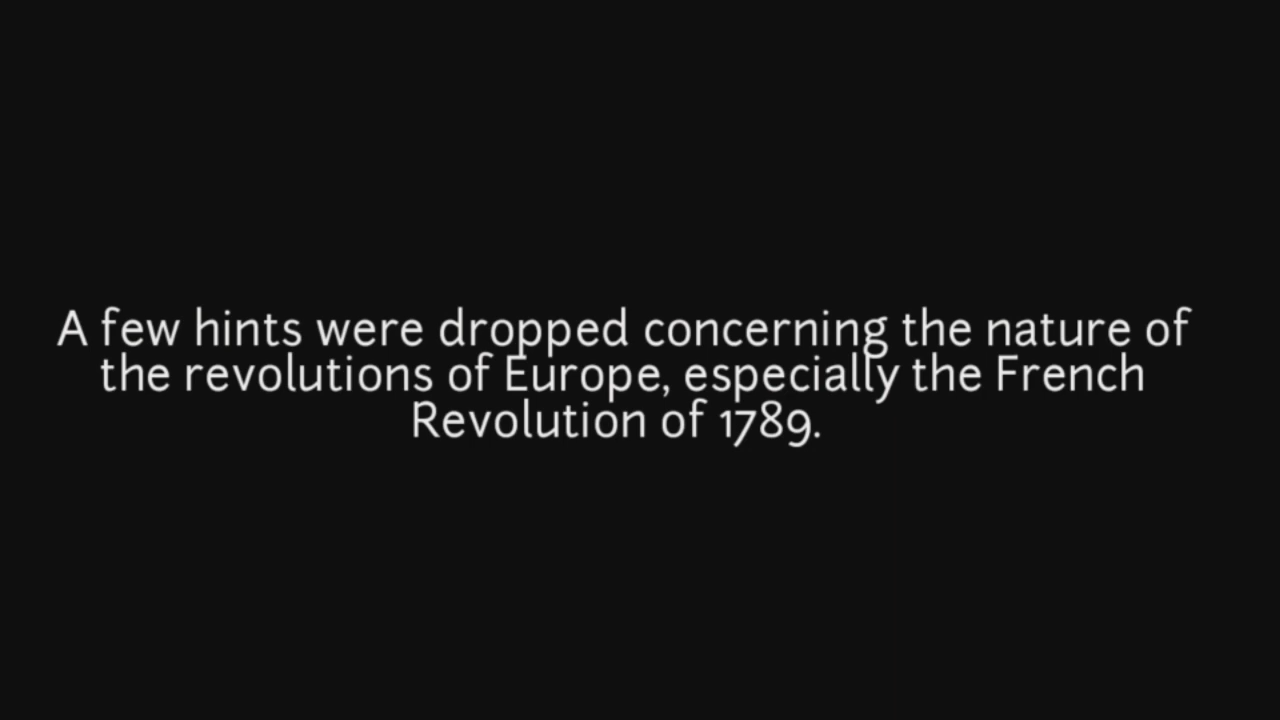 A few hints were dropped concerning the nature of
the revolutions of Europe, especially the French
Revolution of 1789.